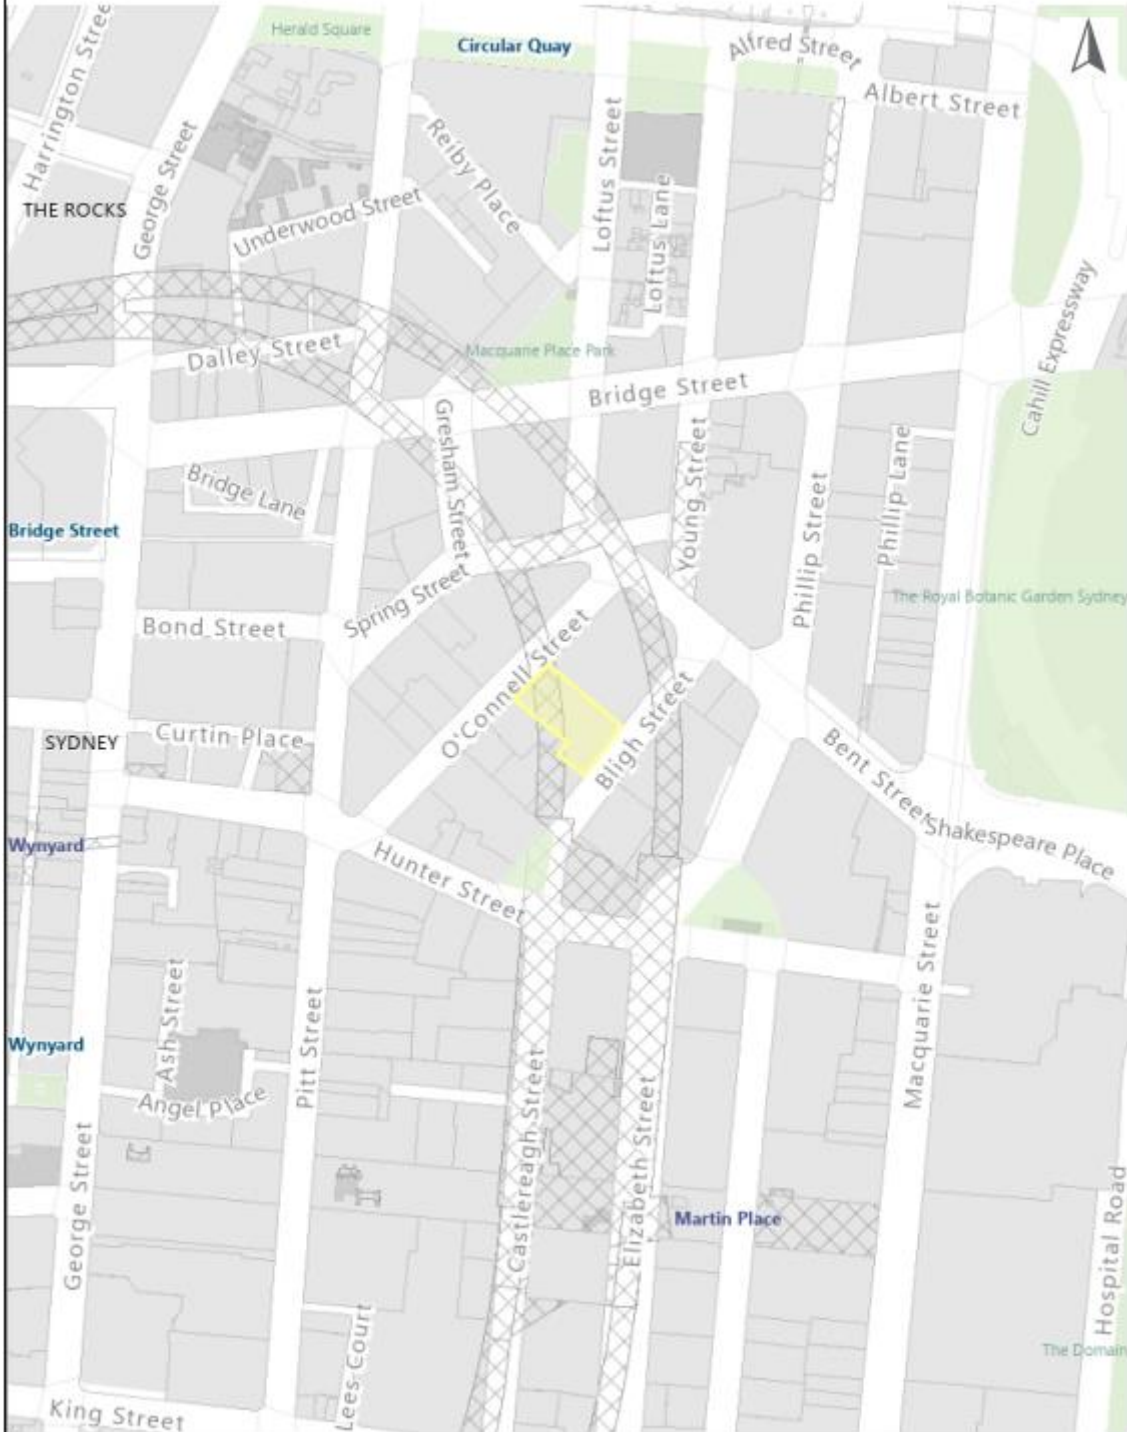 Herald Square
Circular Quay
Alfred Street
Harrington Stree
Albert Street
George Street
Reiby Place
Loftus Street
THE ROCKS
Underwood Street
Loftus Lane
Cahill Expressway
Dalley Street
Macquarie Place Park
Bridge Street
Gresham Street
Bridge Lane
Young Street
Phillip Lane
Bridge Street
Phillip Street
The Royal Botanic Garden Sydney
Spring Street
Bond Street
O'Connell Street
SYDNEY
Curtin Place
Bligh Street
Bent Street
Wynyard
Shakespeare Place
Hunter Street
Macquarie Street
Wynyard
Ash Street
Pitt Street
Angel Place
Castlereagh Street
Elizabeth Street
George Street
Martin Place
Hospital Road
Lees Court
The Domain
King Street